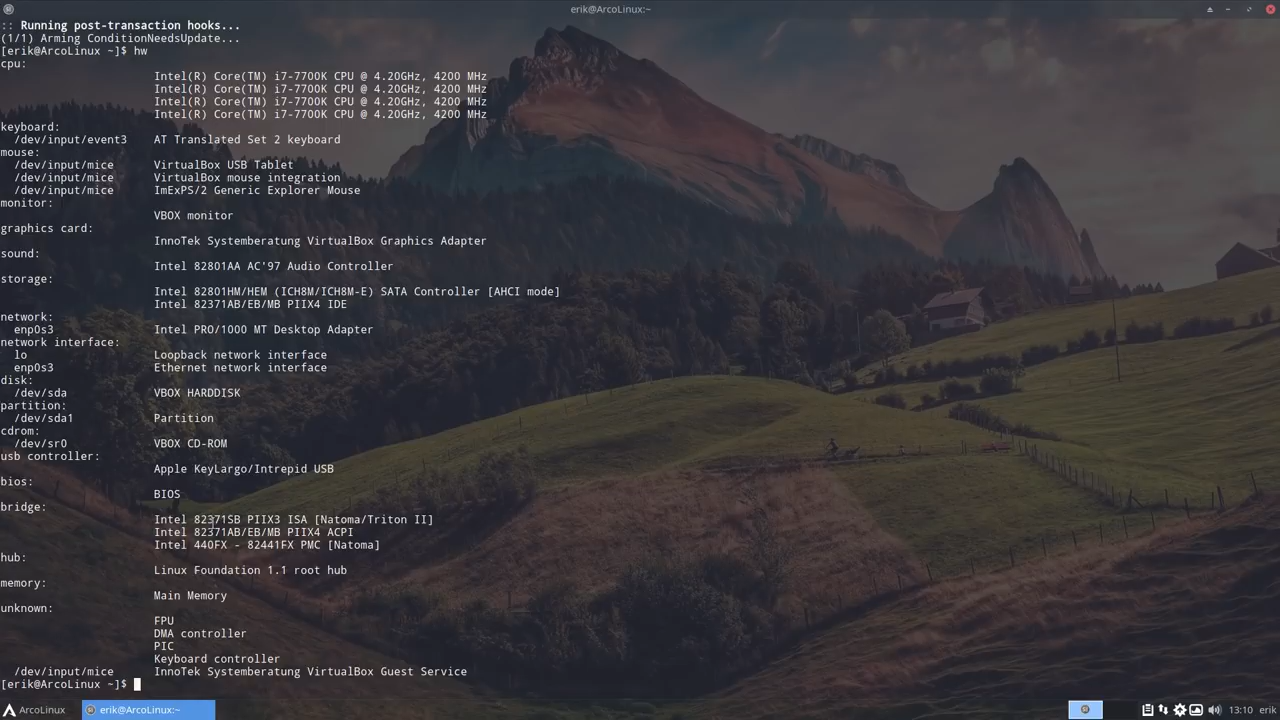 erik@ArcoLinux:~
:: Running post-transaction hooks...
(1/1) Arming ConditionNeedsUpdate...
[erik@ArcoLinux ~]$ hw
cpu:
Intel(R) Core(TM) i7-7700K CPU @ 4.20GHz, 4200 MHz
Intel(R) Core(TM) i7-7700K CPU @ 4.20GHz, 4200 MHz
Intel(R) Core(TM) i7-7700K CPU @ 4.20GHz, 4200 MHz
Intel(R) Core(TM) i7-7700K CPU @ 4.20GHz, 4200 MHz
keyboard:
/dev/input/event3 AT Translated Set 2 keyboard
mouse:
/dev/input/mice VirtualBox USB Tablet
/dev/input/mice VirtualBox mouse integration
/dev/input/mice ImExPS/2 Generic Explorer Mouse
monitor:
VBOX monitor
graphics card:
InnoTek Systemberatung VirtualBox Graphics Adapter
sound:
Intel 82801AA AC'97 Audio Controller
storage:
Intel 82801HM/HEM (ICH8M/ICH8M-E) SATA Controller [AHCI mode]
Intel 82371AB/EB/MB PIIX4 IDE
network:
enp0s3 Intel PRO/1000 MT Desktop Adapter
network interface:
lo Loopback network interface
enp0s3 Ethernet network interface
disk:
/dev/sda VBOX HARDDISK
partition:
/dev/sda1 Partition
cdrom:
/dev/sr0 VBOX CD-ROM
usb controller:
Apple KeyLargo/Intrepid USB
bios:
BIOS
bridge:
Intel 82371SB PIIX3 ISA [Natoma/Triton II]
Intel 82371AB/EB/MB PIIX4 ACPI
Intel 440FX - 82441FX PMC [Natoma]
hub:
Linux Foundation 1.1 root hub
memory:
Main Memory
unknown:
FPU
DMA controller
PIC
Keyboard controller
/dev/input/mice InnoTek Systemberatung VirtualBox Guest Service
[erik@ArcoLinux ~]$
ArcoLinux erik@ArcoLinux:~ 13:10 erik